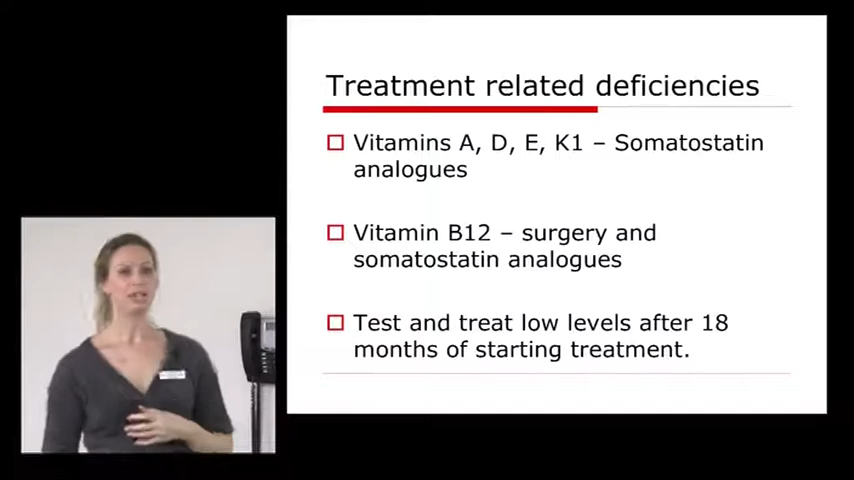 Treatment related deficiencies
Vitamins A, D, E, K1 – Somatostatin
analogues
Vitamin B12 – surgery and
somatostatin analogues
Test and treat low levels after 18
months of starting treatment.